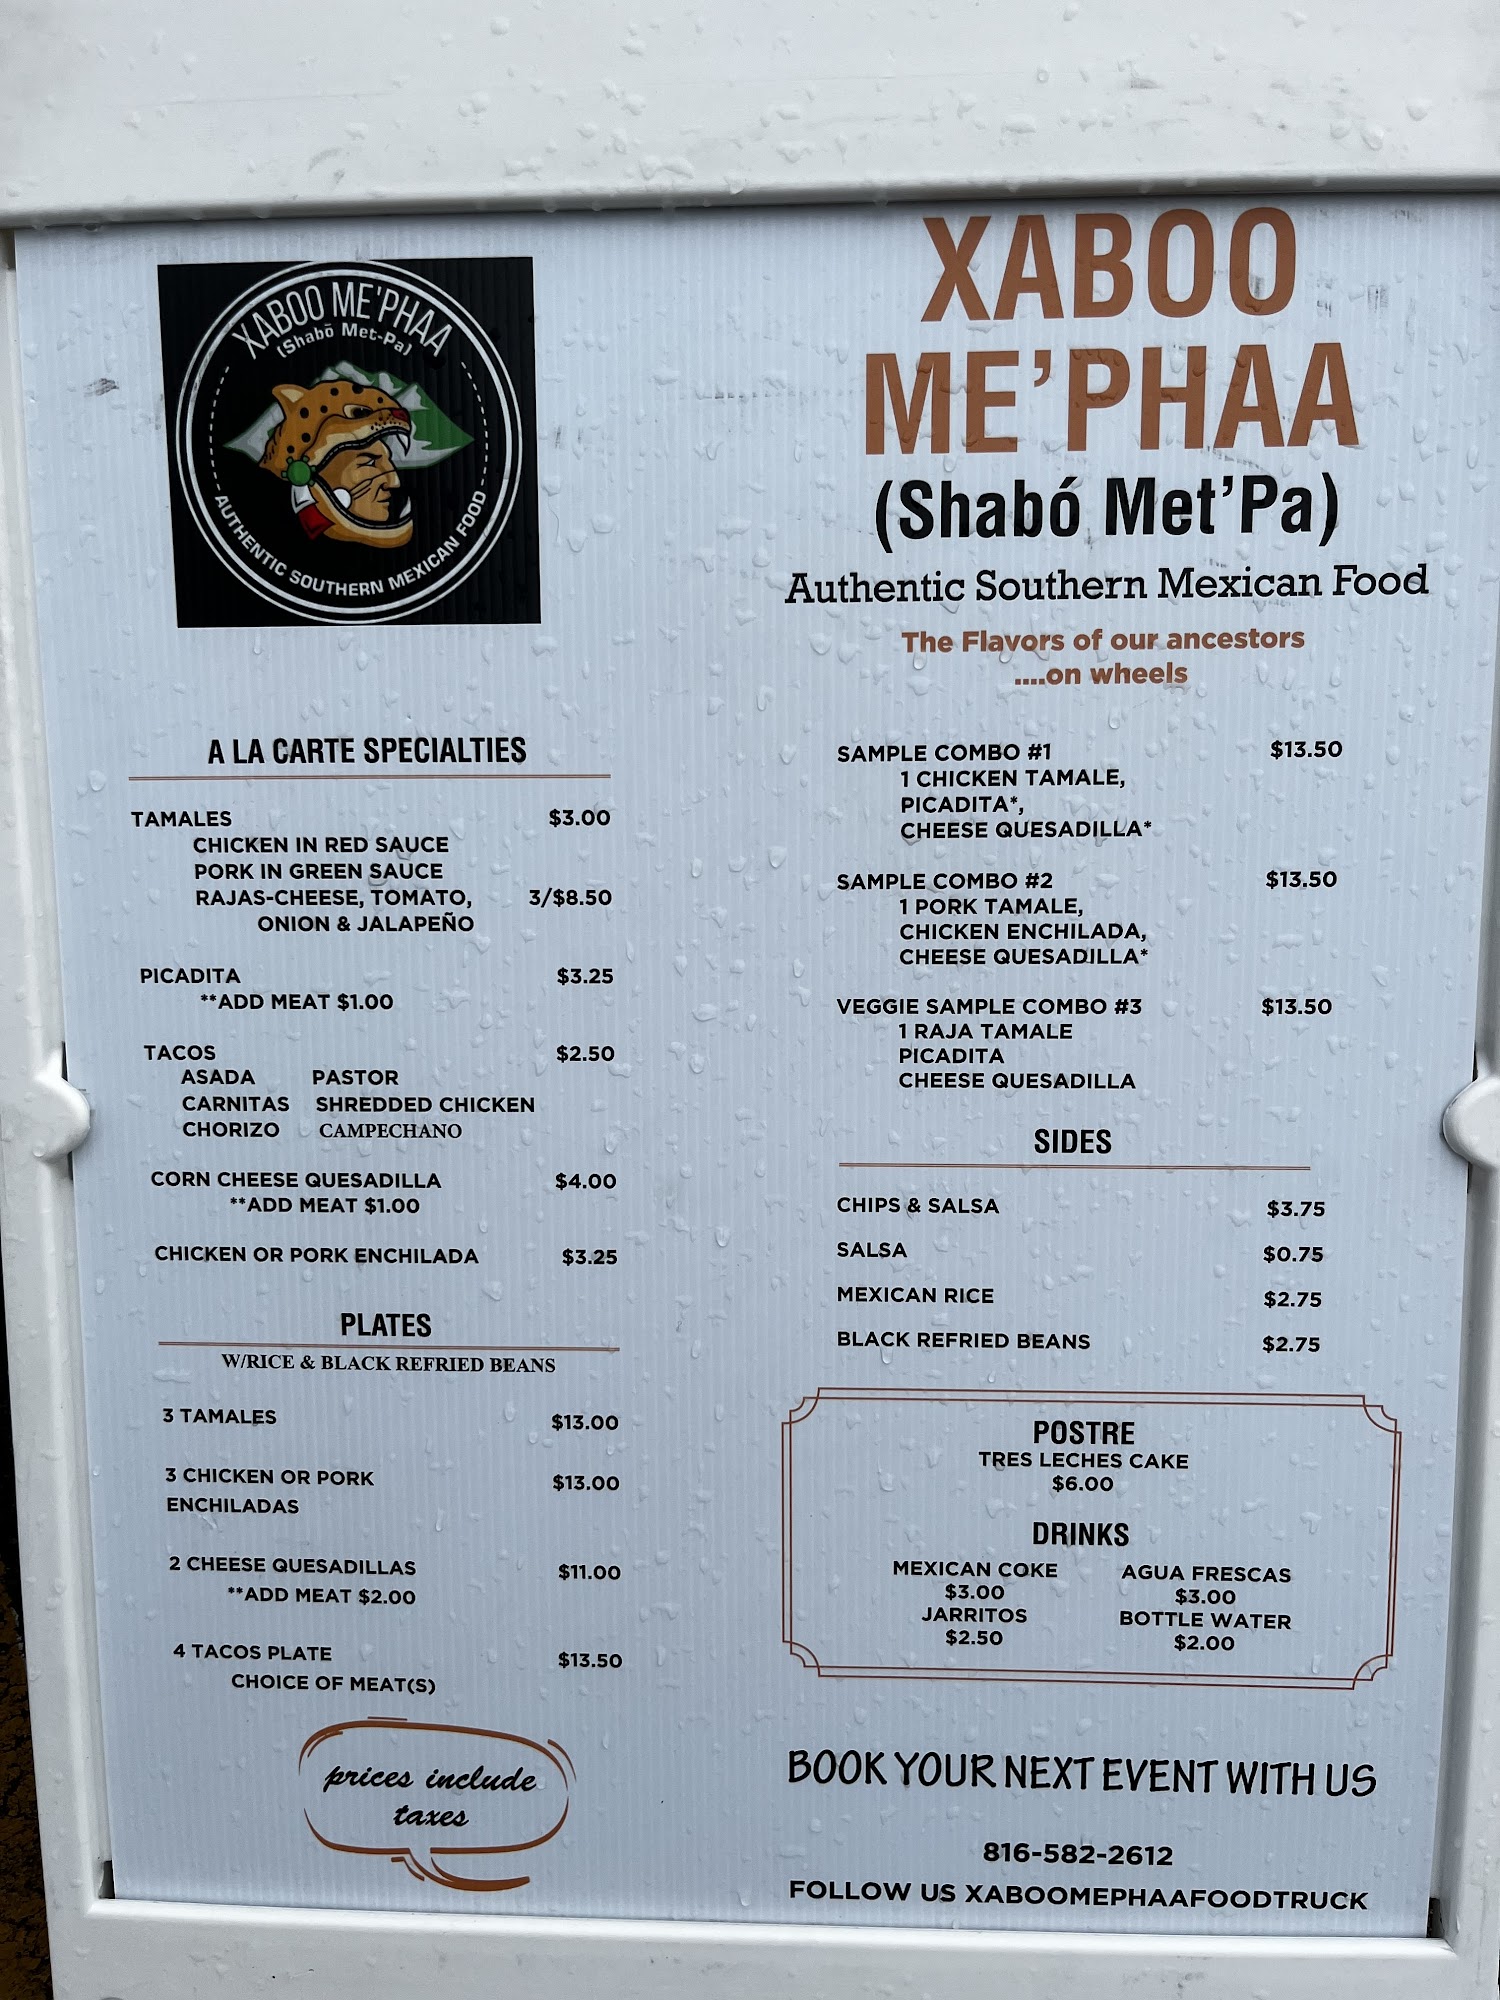 XABOO ME'PHAA
(Shabō Met-Pa)
AUTHENTIC SOUTHERN MEXICAN FOOD
XABOO
ME'PHAA
(Shabó Met'Pa)
Authentic Southern Mexican Food
The Flavors of our ancestors
....on wheels
A LA CARTE SPECIALTIES
TAMALES $3.00
CHICKEN IN RED SAUCE
PORK IN GREEN SAUCE
RAJAS-CHEESE, TOMATO, 3/$8.50
ONION & JALAPEÑO
PICADITA $3.25
**ADD MEAT $1.00
TACOS $2.50
ASADA PASTOR
CARNITAS SHREDDED CHICKEN
CHORIZO CAMPECHANO
CORN CHEESE QUESADILLA $4.00
**ADD MEAT $1.00
CHICKEN OR PORK ENCHILADA $3.25
PLATES
W/RICE & BLACK REFRIED BEANS
3 TAMALES $13.00
3 CHICKEN OR PORK $13.00
ENCHILADAS
2 CHEESE QUESADILLAS $11.00
**ADD MEAT $2.00
4 TACOS PLATE $13.50
CHOICE OF MEAT(S)
prices include
taxes
SAMPLE COMBO #1 $13.50
1 CHICKEN TAMALE,
PICADITA*,
CHEESE QUESADILLA*
SAMPLE COMBO #2 $13.50
1 PORK TAMALE,
CHICKEN ENCHILADA,
CHEESE QUESADILLA*
VEGGIE SAMPLE COMBO #3 $13.50
1 RAJA TAMALE
PICADITA
CHEESE QUESADILLA
SIDES
CHIPS & SALSA $3.75
SALSA $0.75
MEXICAN RICE $2.75
BLACK REFRIED BEANS $2.75
POSTRE
TRES LECHES CAKE
$6.00
DRINKS
MEXICAN COKE AGUA FRESCAS
$3.00 $3.00
JARRITOS BOTTLE WATER
$2.50 $2.00
BOOK YOUR NEXT EVENT WITH US
816-582-2612
FOLLOW US XABOOMEPHAAFOODTRUCK